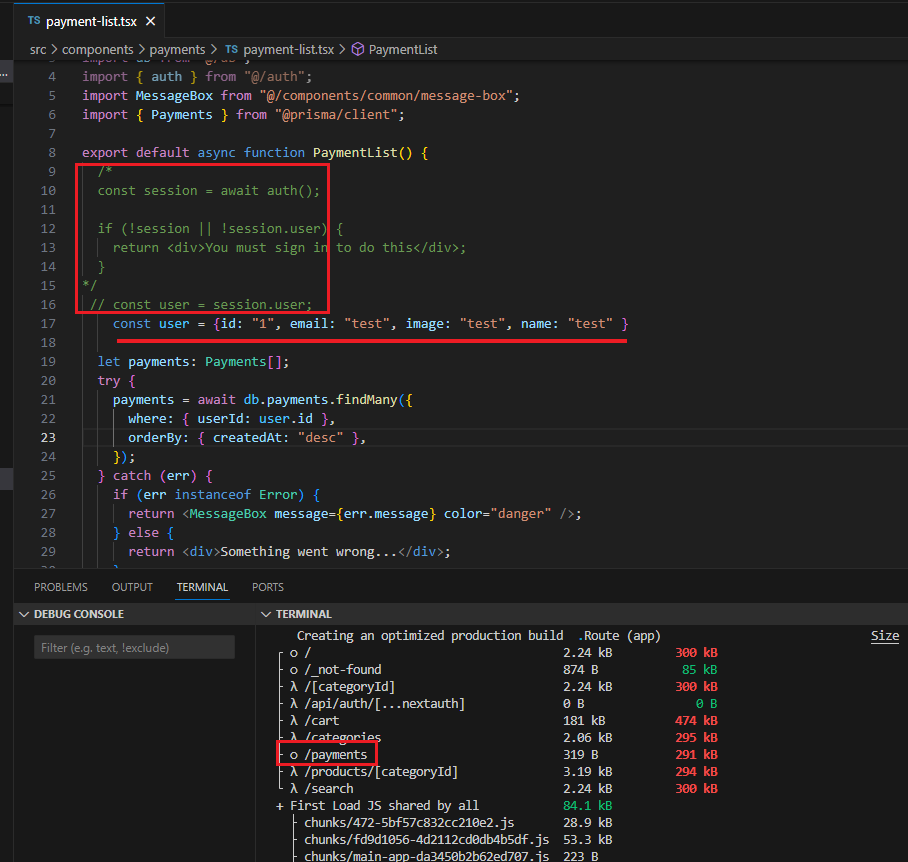 TS payment-list.tsx ×
src > components > payments > TS payment-list.tsx > PaymentList
4 import { auth } from "@/auth";
5 import MessageBox from "@/components/common/message-box";
6 import { Payments } from "@prisma/client";
7
8 export default async function PaymentList() {
9 /*
10 const session = await auth();
11
12 if (!session || !session.user) {
13 return <div>You must sign in to do this</div>;
14 }
15 */
16 // const user = session.user;
17 const user = {id: "1", email: "test", image: "test", name: "test" }
18
19 let payments: Payments[];
20 try {
21 payments = await db.payments.findMany({
22 where: { userId: user.id },
23 orderBy: { createdAt: "desc" },
24 });
25 } catch (err) {
26 if (err instanceof Error) {
27 return <MessageBox message={err.message} color="danger" />;
28 } else {
29 return <div>Something went wrong...</div>;
PROBLEMS OUTPUT TERMINAL PORTS
DEBUG CONSOLE
Filter (e.g. text, !exclude)
TERMINAL
Creating an optimized production build .Route (app) Size
┌ ○ / 2.24 kB 300 kB
├ ○ /_not-found 874 B 85 kB
├ λ /[categoryId] 2.24 kB 300 kB
├ λ /api/auth/[...nextauth] 0 B 0 B
├ λ /cart 181 kB 474 kB
├ λ /categories 2.06 kB 295 kB
├ ○ /payments 319 B 291 kB
├ λ /products/[categoryId] 3.19 kB 294 kB
└ λ /search 2.24 kB 300 kB
+ First Load JS shared by all 84.1 kB
├ chunks/472-5bf57c832cc210e2.js 28.9 kB
├ chunks/fd9d1056-4d2112cd0db4b5df.js 53.3 kB
├ chunks/main-app-da3450b2b62ed707.js 223 B